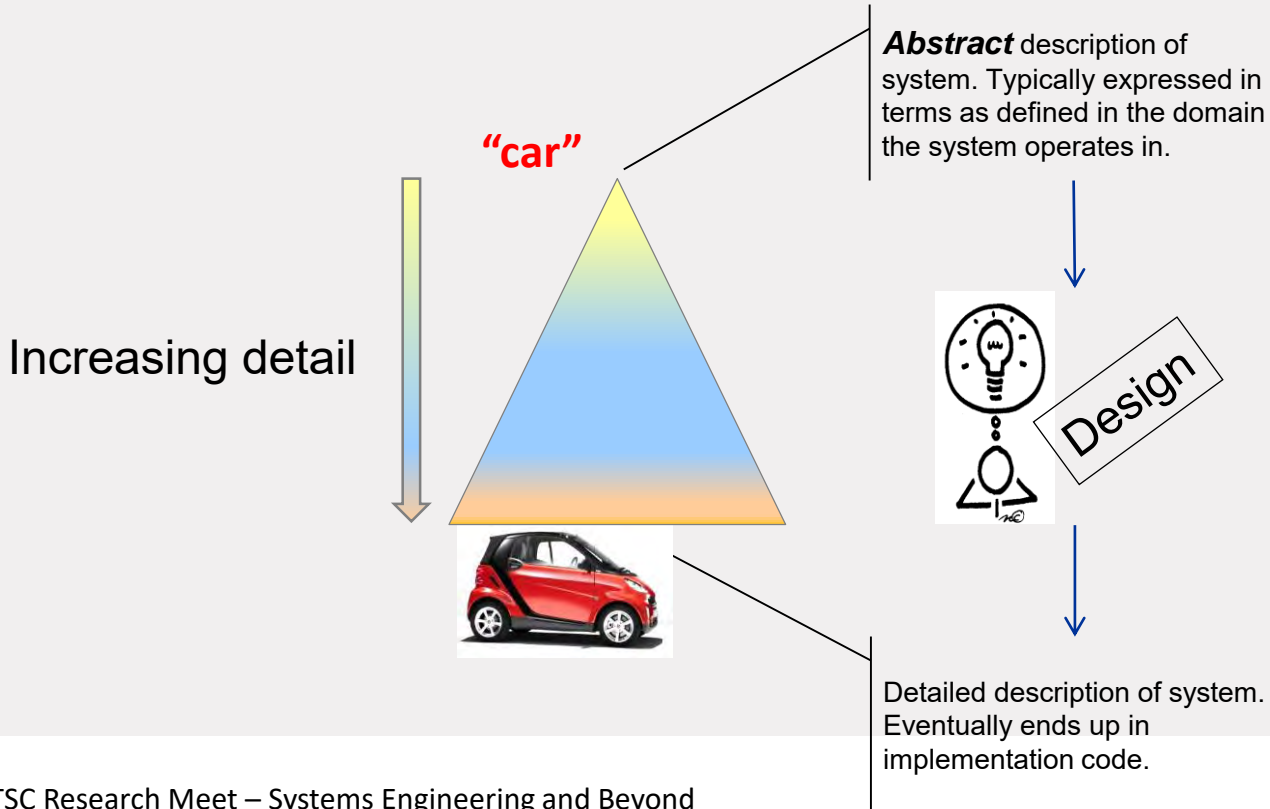 Abstract description of
system. Typically expressed in
terms as defined in the domain
the system operates in.
“car”
Increasing detail
Design
Detailed description of system.
Eventually ends up in
implementation code.
TSC Research Meet – Systems Engineering and Beyond